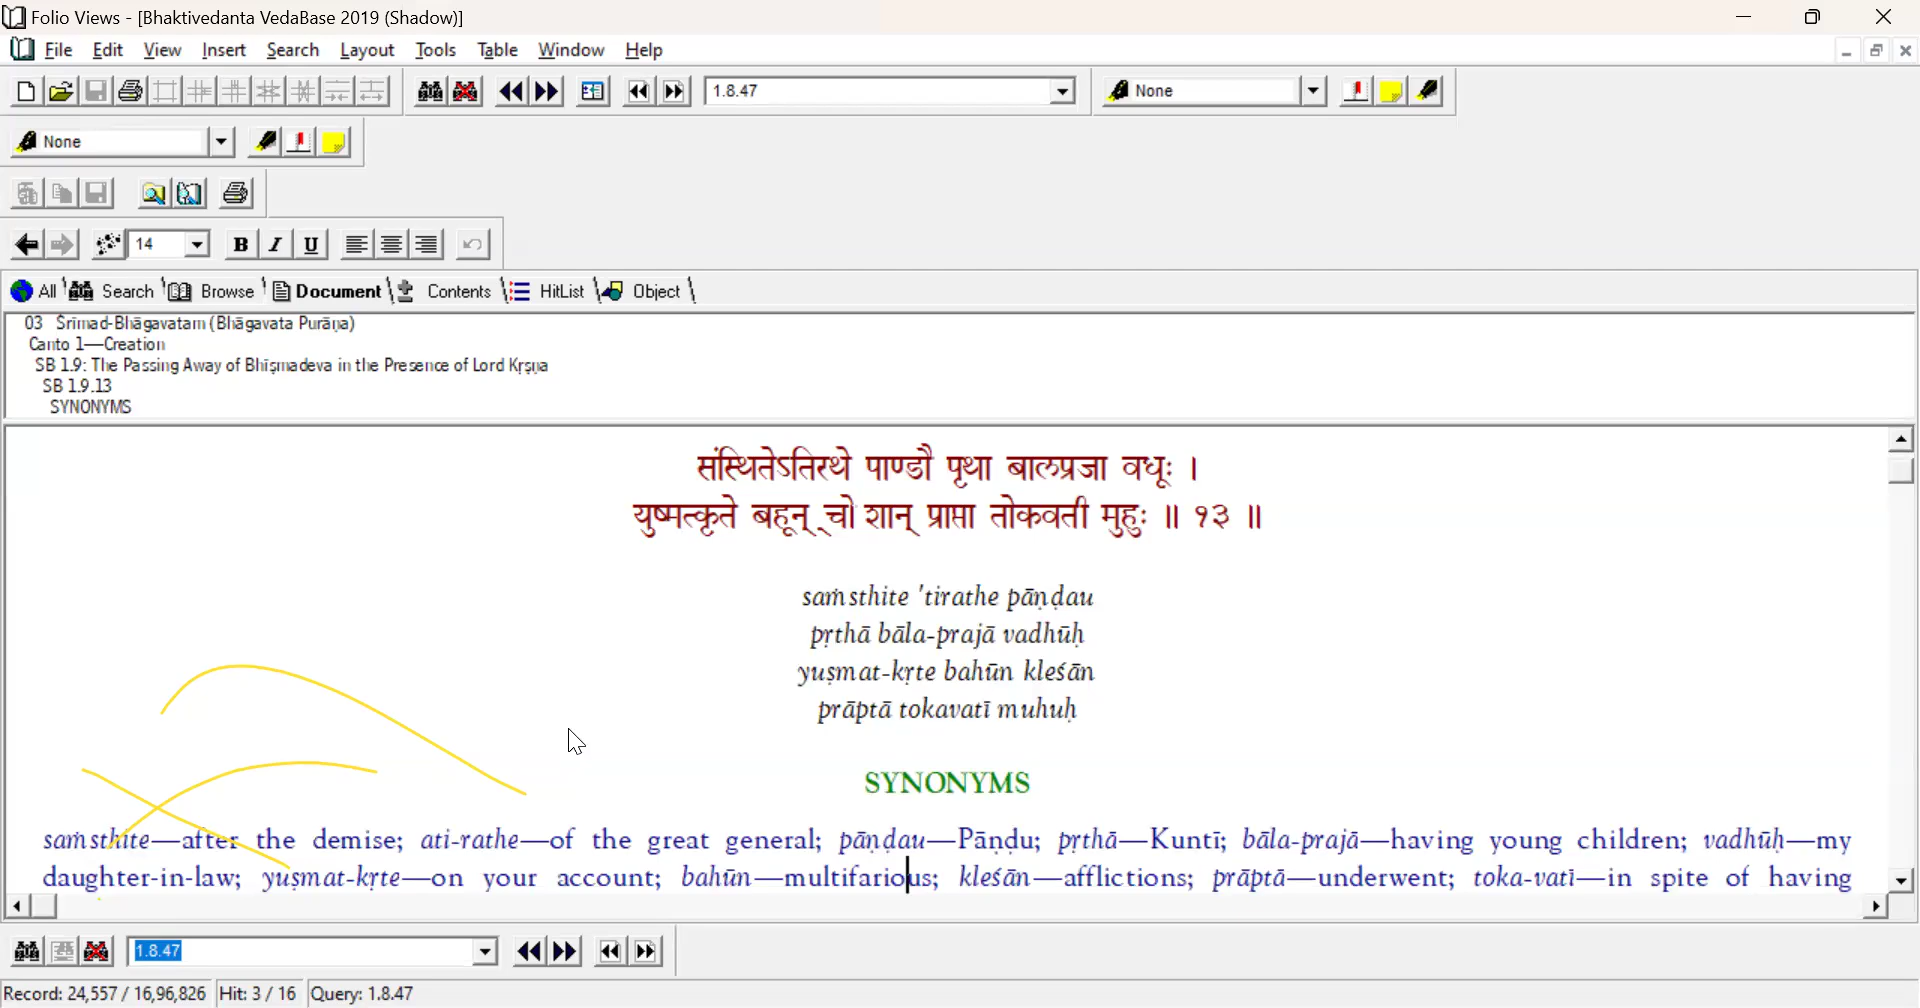 Folio Views - [Bhaktivedanta VedaBase 2019 (Shadow)]
File Edit View Insert Search Layout Tools Table Window Help
1.8.47 None
None
14 B I U
All Search Browse Document Contents HitList Object
03 Śrīmad-Bhāgavatam (Bhāgavata Purāṇa)
Canto 1—Creation
SB 1.9: The Passing Away of Bhīṣmadeva in the Presence of Lord Kṛṣṇa
SB 1.9.13
SYNONYMS
संस्थितेऽतिरथे पाण्डौ पृथा बालप्रजा वधूः ।
युष्मत्कृते बहून् चो शान् प्राप्ता तोकवती मुहुः ॥ १३ ॥
saṁsthite 'tirathe pāṇḍau
pṛthā bāla-prajā vadhūḥ
yuṣmat-kṛte bahūn kleśān
prāptā tokavatī muhuḥ
SYNONYMS
saṁsthite—after the demise; ati-rathe—of the great general; pāṇḍau—Pāṇḍu; pṛthā—Kuntī; bāla-prajā—having young children; vadhūḥ—my
daughter-in-law; yuṣmat-kṛte—on your account; bahūn—multifarious; kleśān—afflictions; prāptā—underwent; toka-vatī—in spite of having
1.8.47
Record: 24,557 / 16,96,826 Hit: 3 / 16 Query: 1.8.47